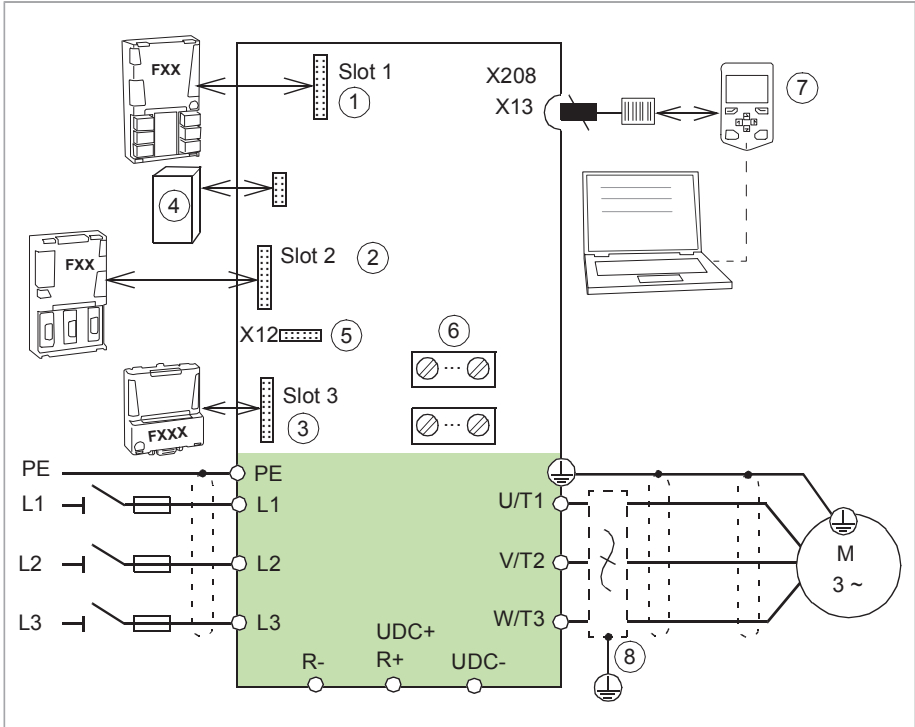 FXX
Slot 1
1
X208
X13
7
4
FXX
Slot 2
2
X12
5
6
FXXX
Slot 3
3
PE
PE
L1
L1
U/T1
L2
L2
V/T2
M
3 ~
L3
L3
W/T3
UDC+
R-
R+
UDC-
8